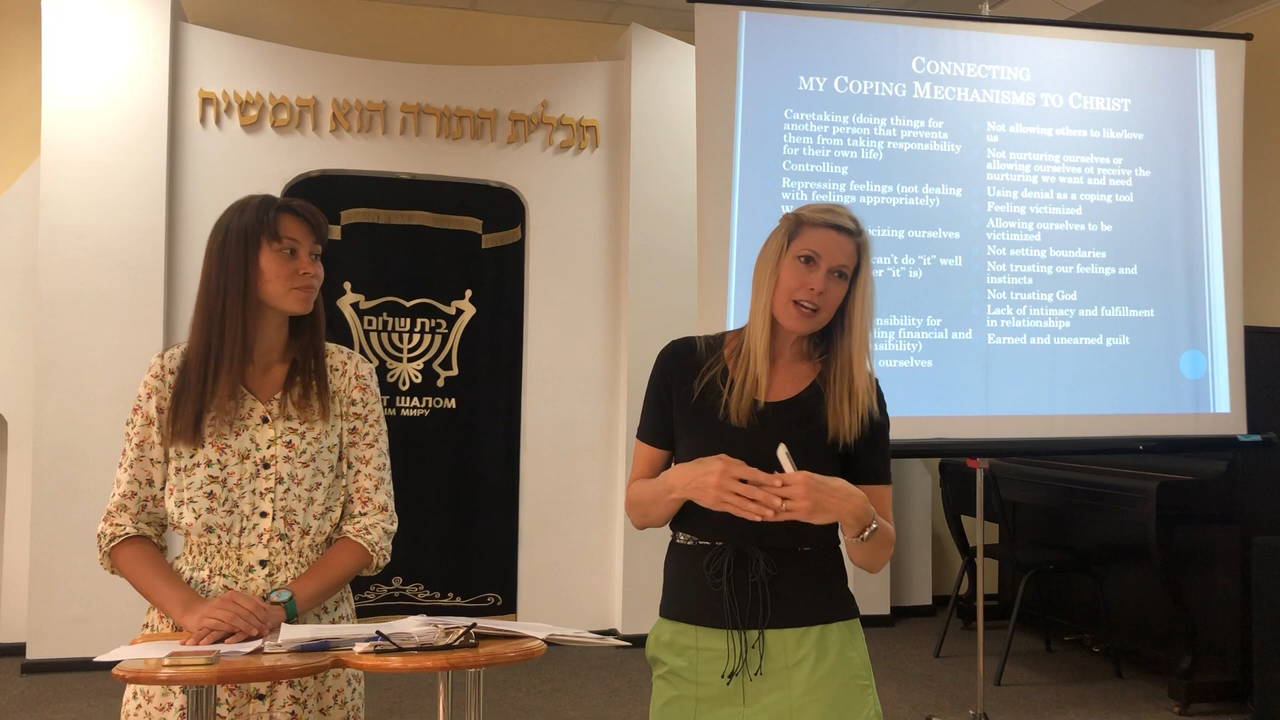 תכלית התורה הוא המשיח
בית שלום
Т ШАЛОМ
ІМ МИРУ
CONNECTING
MY COPING MECHANISMS TO CHRIST
Caretaking (doing things for
another person that prevents
them from taking responsibility
for their own life)
Controlling
Repressing feelings (not dealing
with feelings appropriately)
icizing ourselves
can't do “it” well
er “it” is)
nsibility for
ling financial and
nsibility)
ourselves
Not allowing others to like/love
us
Not nurturing ourselves or
allowing ourselves ot receive the
nurturing we want and need
Using denial as a coping tool
Feeling victimized
Allowing ourselves to be
victimized
Not setting boundaries
Not trusting our feelings and
instincts
Not trusting God
Lack of intimacy and fulfillment
in relationships
Earned and unearned guilt